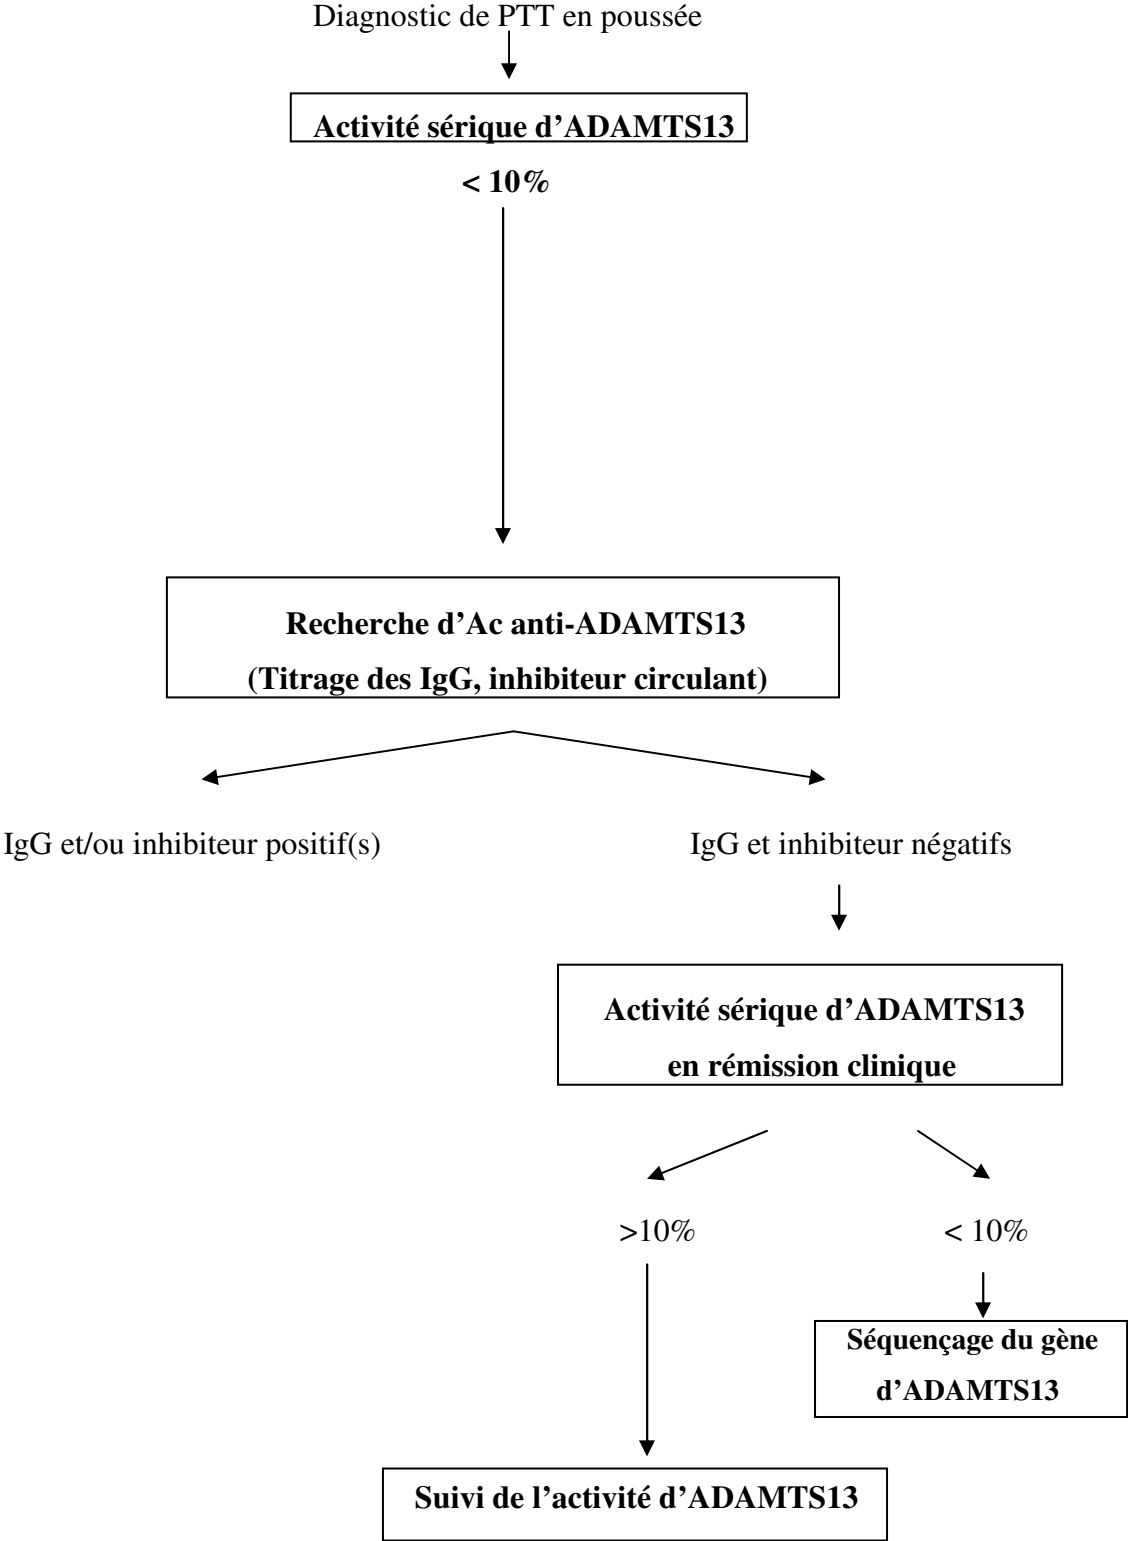 Diagnostic de PTT en poussée
Activité sérique d’ADAMTS13
< 10%
Recherche d’Ac anti-ADAMTS13
(Titrage des IgG, inhibiteur circulant)
IgG et/ou inhibiteur positif(s)
IgG et inhibiteur négatifs
Activité sérique d’ADAMTS13
en rémission clinique
>10%
< 10%
Séquençage du gène
d’ADAMTS13
Suivi de l’activité d’ADAMTS13